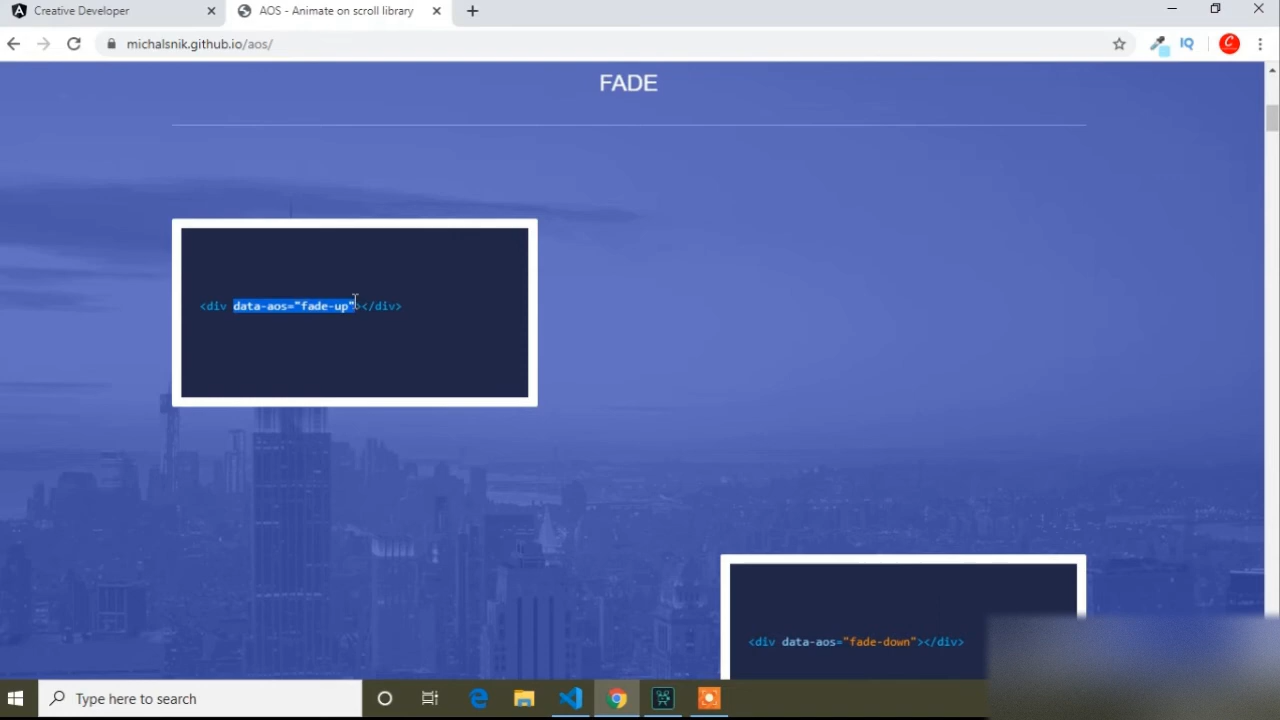 Creative Developer
AOS - Animate on scroll library
michalsnik.github.io/aos/
IQ
FADE
<div data-aos="fade-up"></div>
<div data-aos="fade-down"></div>
Type here to search